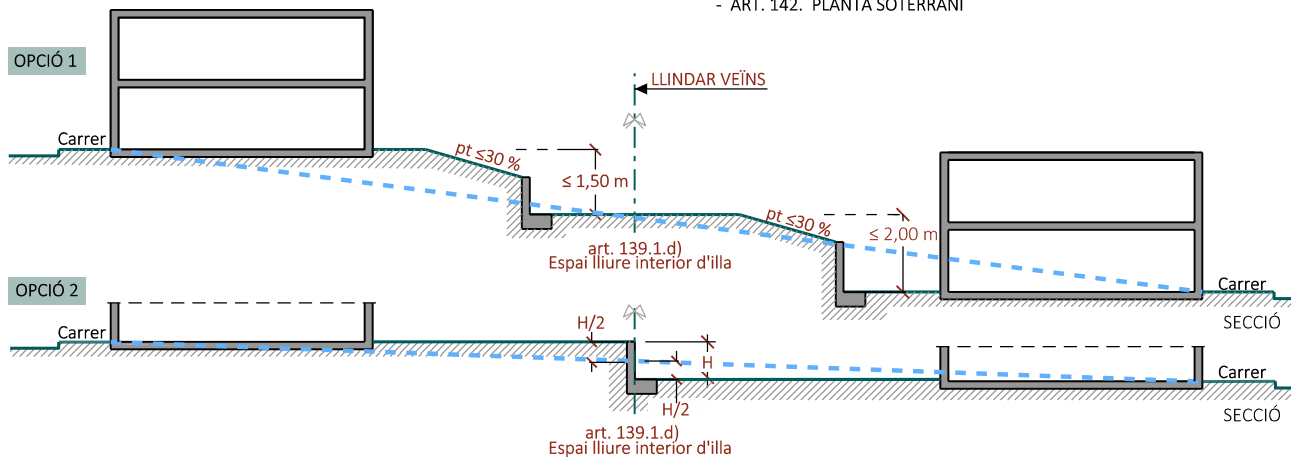 - ART. 142. PLANTA SOTERRANI
OPCIÓ 1
LLINDAR VEÏNS
Carrer
pt ≤30 %
≤ 1,50 m
pt ≤30 %
≤ 2,00 m
art. 139.1.d)
Espai lliure interior d'illa
Carrer
SECCIÓ
OPCIÓ 2
Carrer
H/2
H
H/2
Carrer
SECCIÓ
art. 139.1.d)
Espai lliure interior d'illa